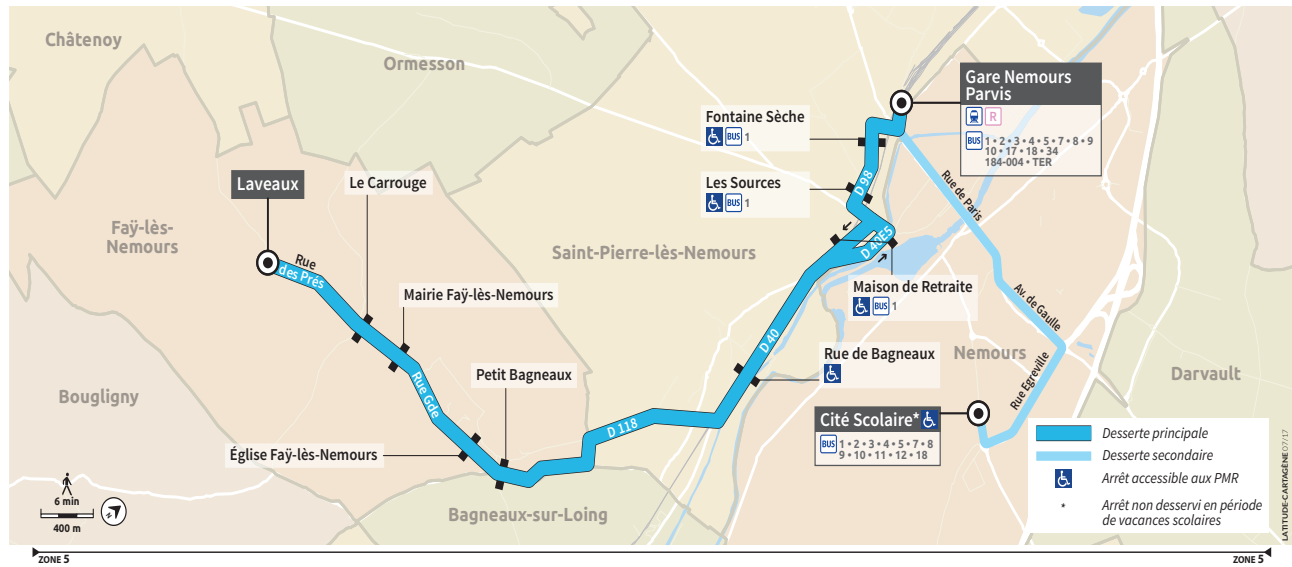 Châtenoy
Ormesson
Gare Nemours
Parvis
R
BUS 1 • 2 • 3 • 4 • 5 • 7 • 8 • 9
10 • 17 • 18 • 34
184-004 • TER
Fontaine Sèche
BUS 1
Les Sources
BUS 1
D 98
Rue de Paris
Laveaux
Le Carrouge
Faÿ-lès-
Nemours
Saint-Pierre-lès-Nemours
D 40E5
Rue
des Prés
Maison de Retraite
BUS 1
Mairie Faÿ-lès-Nemours
Av. de Gaulle
D 40
Rue de Bagneaux
Nemours
Darvault
Petit Bagneaux
Rue Gde
Rue Egreville
Bougligny
Cité Scolaire*
BUS 1 • 2 • 3 • 4 • 5 • 7 • 8
9 • 10 • 11 • 12 • 18
D 118
Église Faÿ-lès-Nemours
Bagneaux-sur-Loing
Desserte principale
Desserte secondaire
Arrêt accessible aux PMR
* Arrêt non desservi en période
de vacances scolaires
6 min
400 m
LATITUDE-CARTAGÈNE 07/17
ZONE 5
ZONE 5